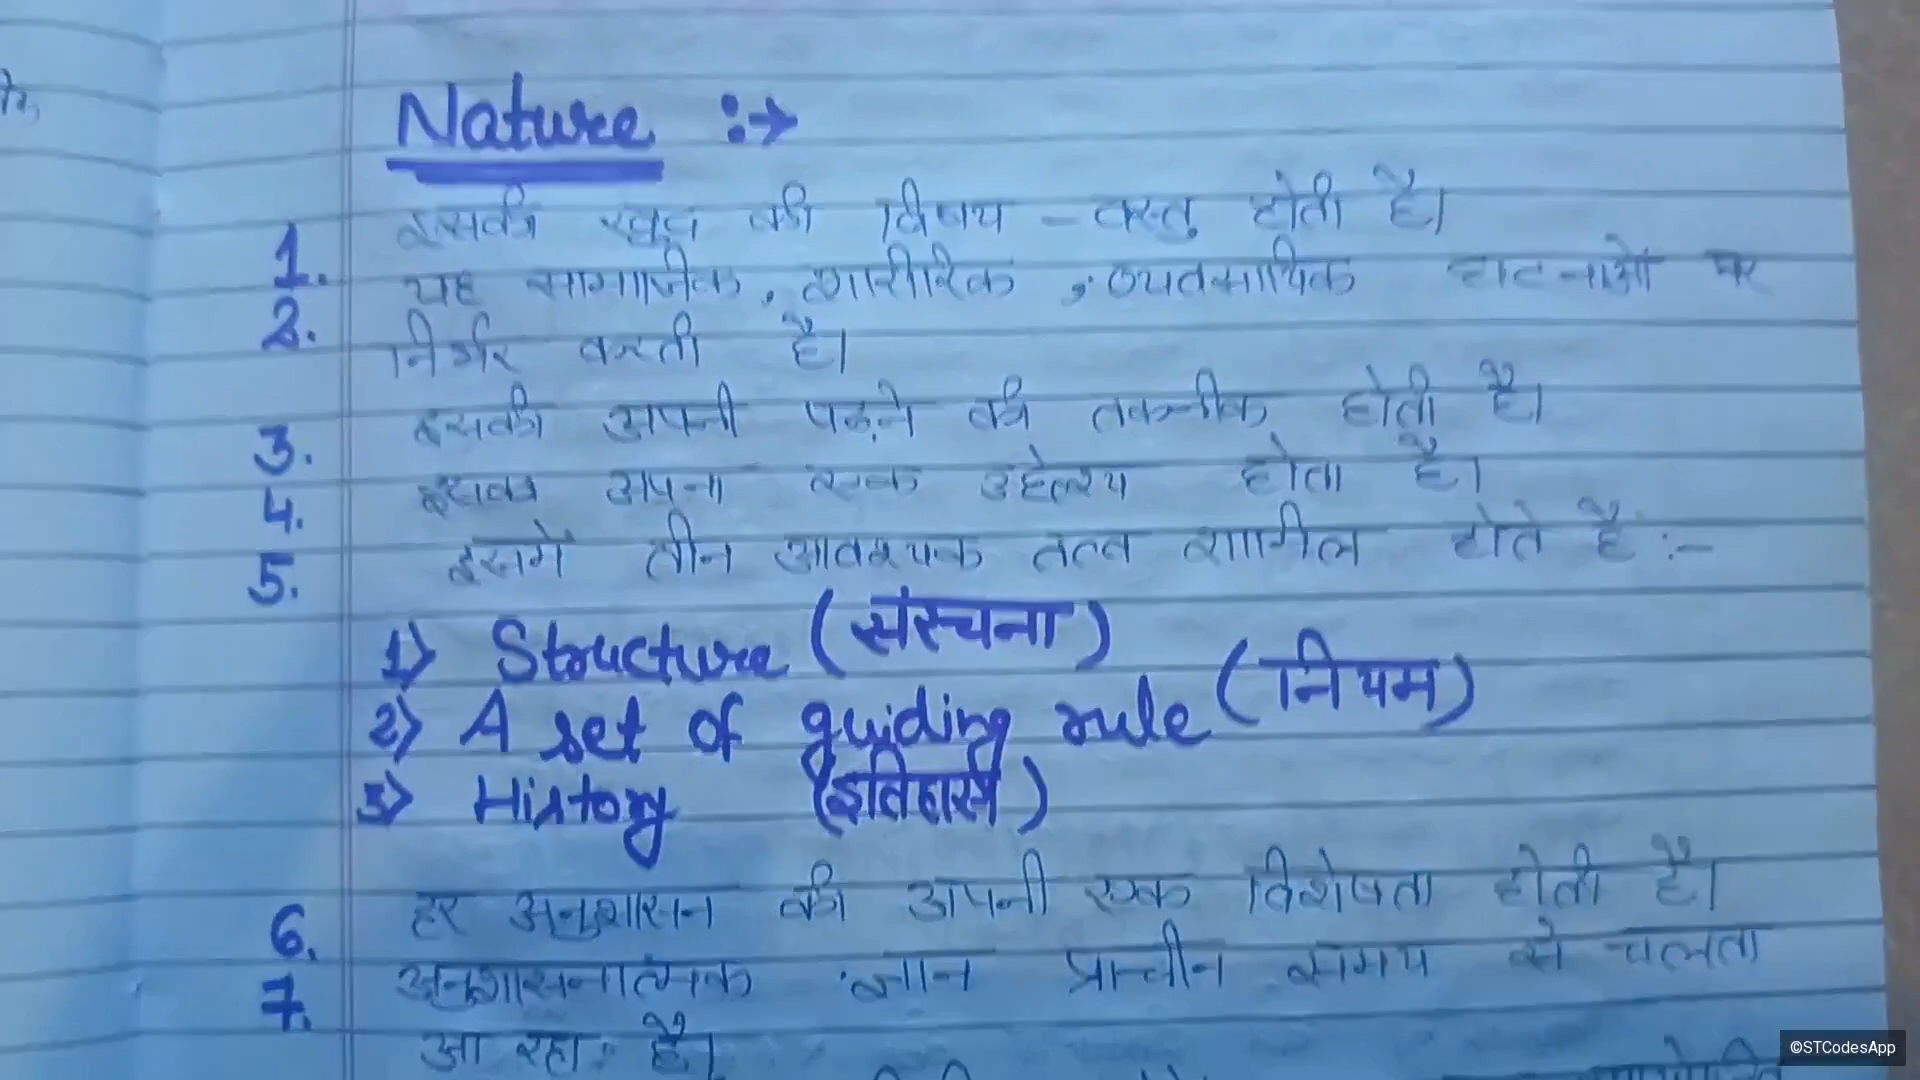 Nature :→
1. इसकी खुद की विषय - वस्तु होती है।
2. यह सामाजिक, शारीरिक, व्यवसायिक घटनाओं पर
निर्भर करती है।
3. इसकी अपनी पढ़ने की तकनीक होती है।
4. इसका अपना एक उद्देश्य होता है।
5. इसमें तीन आवश्यक तत्व शामिल होते हैं :-
1) Structure (संरचना)
2) A set of guiding rule (नियम)
3) History (इतिहास)
6. हर अनुशासन की अपनी एक विशेषता होती है।
7. अनुशासनात्मक ज्ञान प्राचीन समय से चलता
आ रहा है।
©STCodesApp